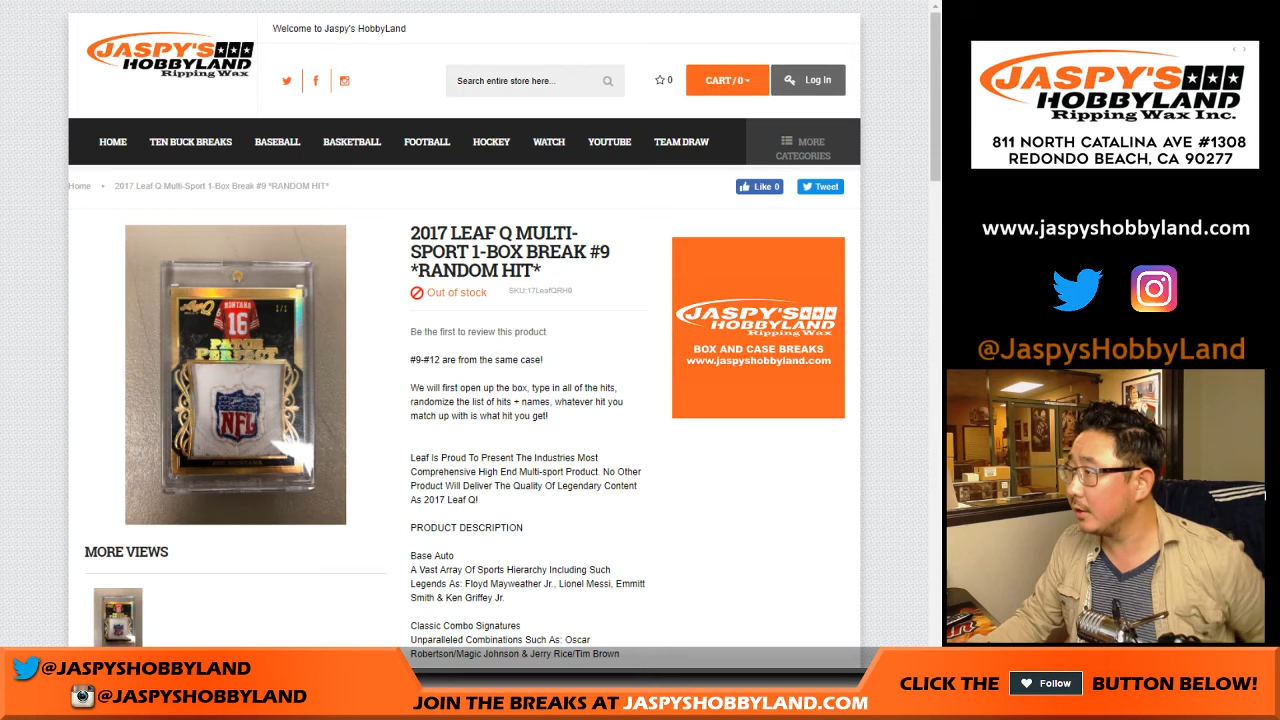 JASPY'S
HOBBYLAND
Ripping Wax
Welcome to Jaspy's HobbyLand
Search entire store here...
0
CART / 0
Log In
HOME
TEN BUCK BREAKS
BASEBALL
BASKETBALL
FOOTBALL
HOCKEY
WATCH
YOUTUBE
TEAM DRAW
MORE
CATEGORIES
Home • 2017 Leaf Q Multi-Sport 1-Box Break #9 *RANDOM HIT*
Like 0
Tweet
MONTANA
16
1/1
PATCH
PERFECT
NFL
MORE VIEWS
2017 LEAF Q MULTI-
SPORT 1-BOX BREAK #9
*RANDOM HIT*
Out of stock
SKU:17LeafQRH9
Be the first to review this product
#9-#12 are from the same case!
We will first open up the box, type in all of the hits,
randomize the list of hits + names, whatever hit you
match up with is what hit you get!
Leaf Is Proud To Present The Industries Most
Comprehensive High End Multi-sport Product. No Other
Product Will Deliver The Quality Of Legendary Content
As 2017 Leaf Q!
PRODUCT DESCRIPTION
Base Auto
A Vast Array Of Sports Hierarchy Including Such
Legends As: Floyd Mayweather Jr., Lionel Messi, Emmitt
Smith & Ken Griffey Jr.
Classic Combo Signatures
Unparalleled Combinations Such As: Oscar
Robertson/Magic Johnson & Jerry Rice/Tim Brown
JASPY'S
HOBBYLAND
Ripping Wax
BOX AND CASE BREAKS
www.jaspyshobbyland.com
JASPY'S
HOBBYLAND
Ripping Wax Inc.
811 NORTH CATALINA AVE #1308
REDONDO BEACH, CA 90277
www.jaspyshobbyland.com
@JaspysHobbyLand
@JASPYSHOBBYLAND
@JASPYSHOBBYLAND
JOIN THE BREAKS AT JASPYSHOBBYLAND.COM
CLICK THE Follow BUTTON BELOW!